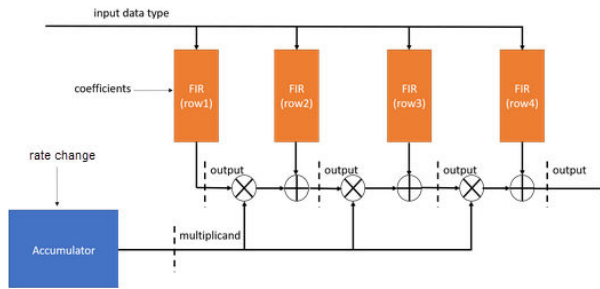 input data type
FIR
(row1)
FIR
(row2)
FIR
(row3)
FIR
(row4)
coefficients
rate change
output
output
output
output
Accumulator
multiplicand